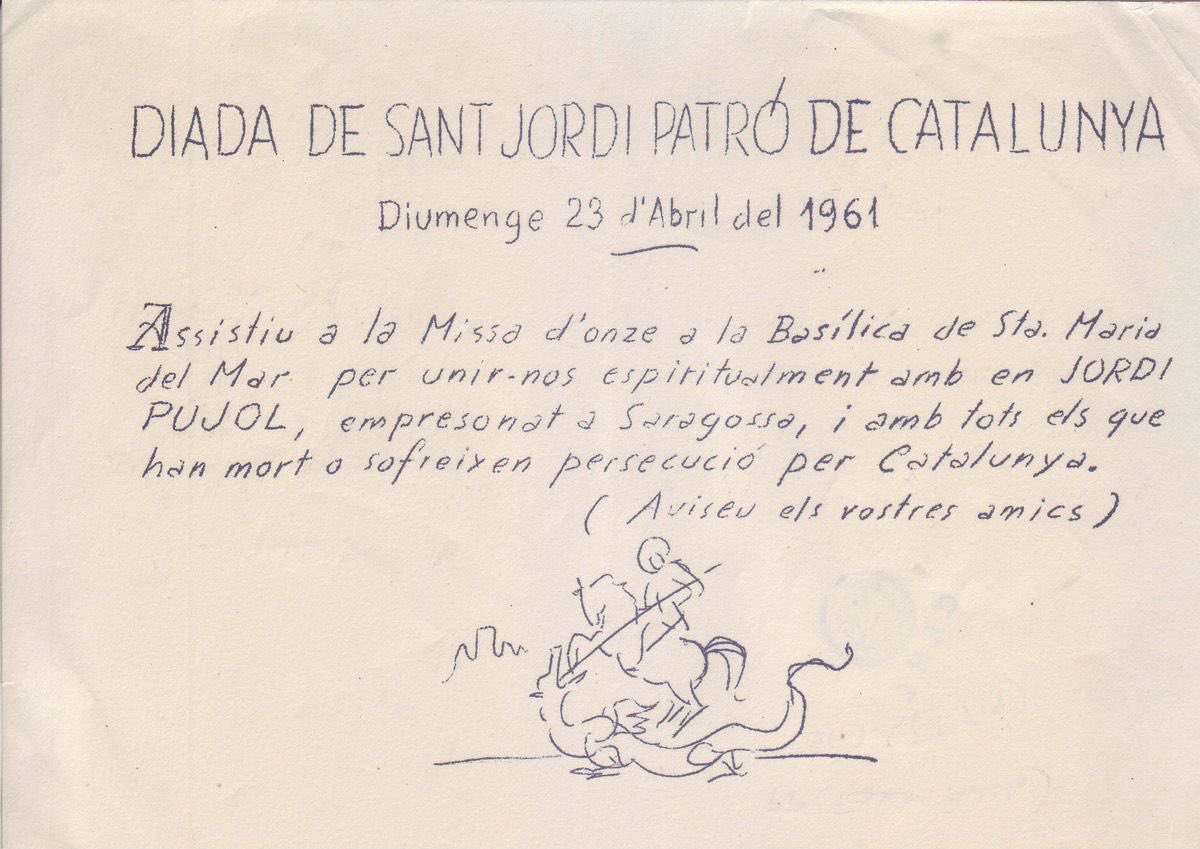 DIADA DE SANT JORDI PATRÓ DE CATALUNYA
Diumenge 23 d'Abril del 1961
Assistiu a la Missa d'onze a la Basílica de Sta. Maria
del Mar per unir-nos espiritualment amb en JORDI
PUJOL, empresonat a Saragossa, i amb tots els que
han mort o sofreixen persecució per Catalunya.
( Aviseu els vostres amics )